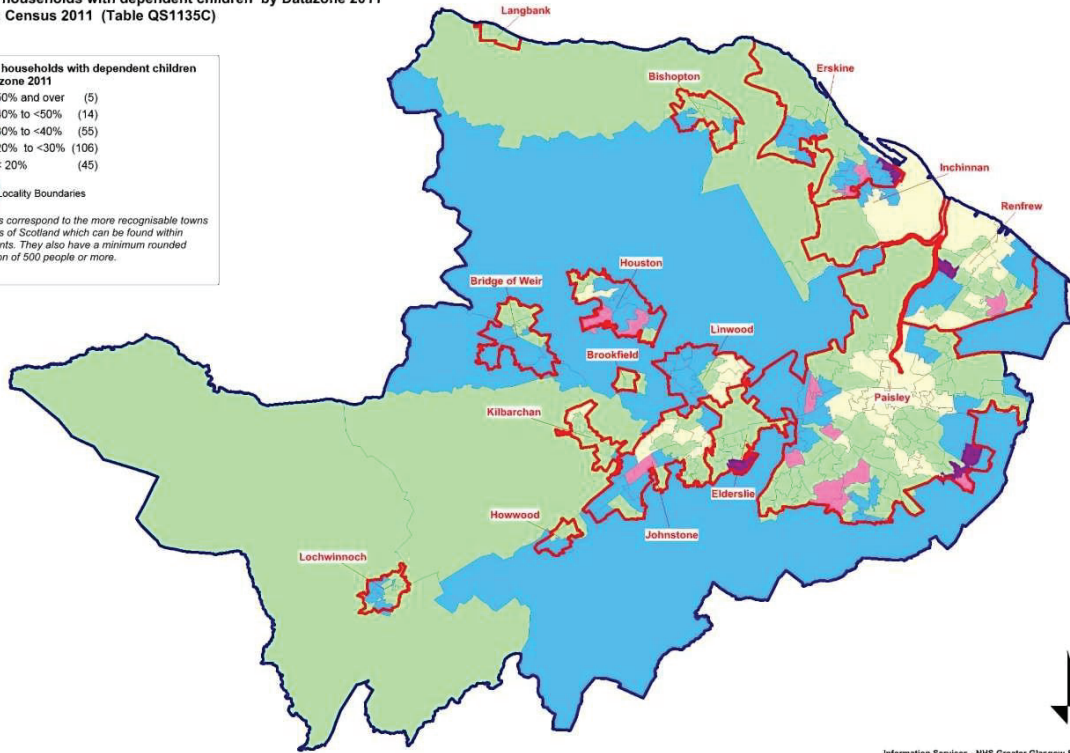 households with dependent children by Datazone 2011
Census 2011 (Table QS1135C)
households with dependent children
zone 2011
0% and over (5)
0% to <50% (14)
0% to <40% (55)
20% to <30% (106)
20% (45)
Locality Boundaries
s correspond to the more recognisable towns
s of Scotland which can be found within
nts. They also have a minimum rounded
on of 500 people or more.
Langbank
Bishopton
Erskine
Inchinnan
Renfrew
Houston
Bridge of Weir
Linwood
Brookfield
Paisley
Kilbarchan
Elderslie
Howwood
Johnstone
Lochwinnoch
Information Services - NHS Greater Glasgow